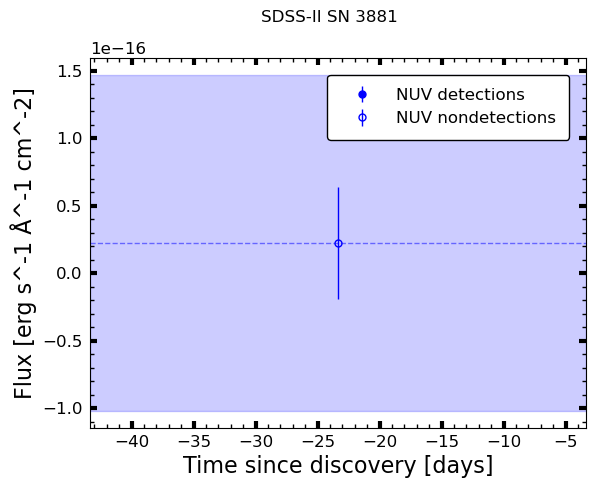 SDSS-II SN 3881
1e−16
NUV detections
NUV nondetections
1.5
1.0
0.5
0.0
−0.5
−1.0
Flux [erg s^-1 Å^-1 cm^-2]
−40 −35 −30 −25 −20 −15 −10 −5
Time since discovery [days]